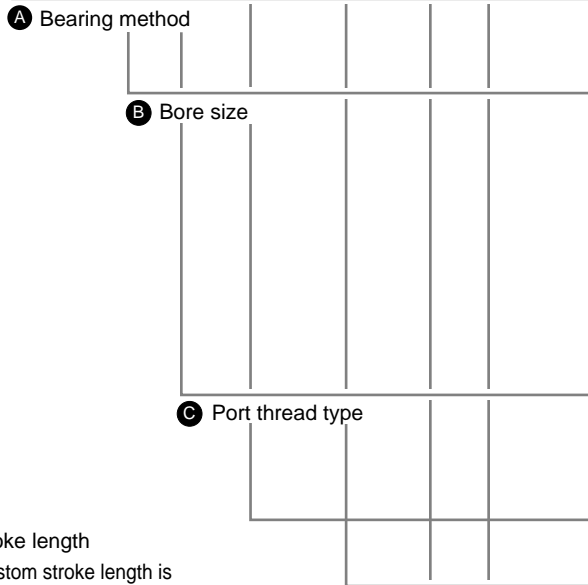 A Bearing method
B Bore size
C Port thread type
oke length
stom stroke length is